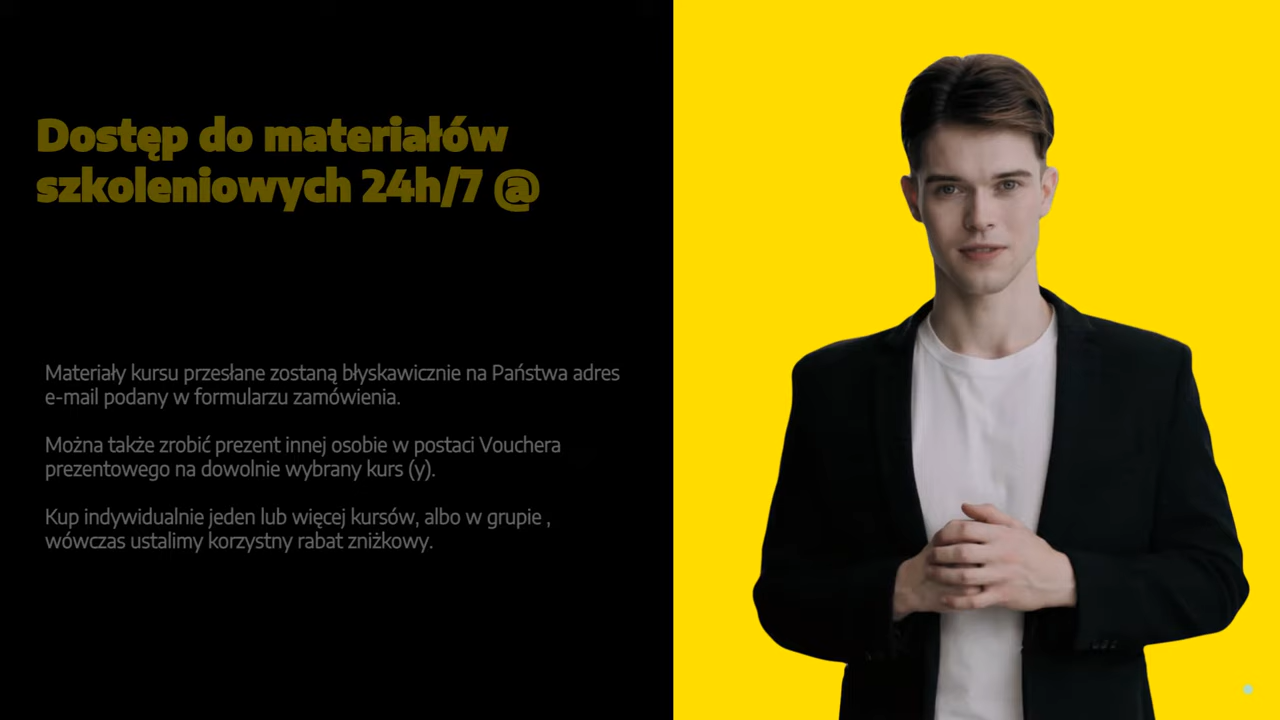 Dostęp do materiałów
szkoleniowych 24h/7 @
Materiały kursu przesłane zostaną błyskawicznie na Państwa adres
e-mail podany w formularzu zamówienia.
Można także zrobić prezent innej osobie w postaci Vouchera
prezentowego na dowolnie wybrany kurs (y).
Kup indywidualnie jeden lub więcej kursów, albo w grupie ,
wówczas ustalimy korzystny rabat zniżkowy.